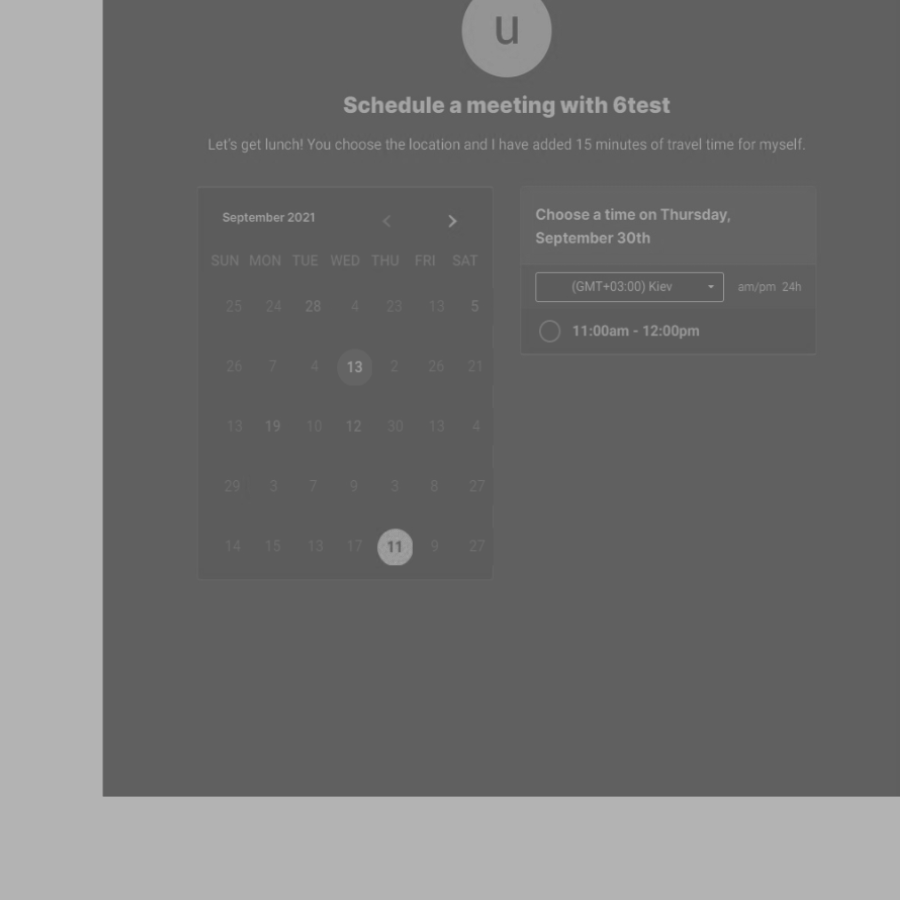 u
Schedule a meeting with 6test
Let's get lunch! You choose the location and I have added 15 minutes of travel time for myself.
September 2021
SUN MON TUE WED THU FRI SAT
25 24 28 4 23 13 5
26 7 4 13 2 26 21
13 19 10 12 30 13 4
29 3 7 9 3 8 27
14 15 13 17 11 9 27
Choose a time on Thursday,
September 30th
(GMT+03:00) Kiev am/pm 24h
11:00am - 12:00pm